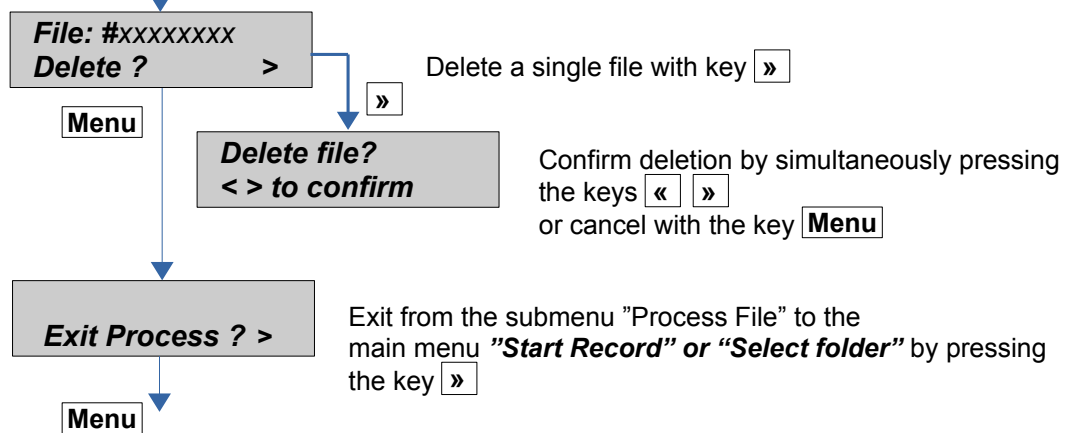 File: #xxxxxxxxx
Delete ? >
Delete a single file with key »
»
Menu
Delete file?
< > to confirm
Confirm deletion by simultaneously pressing
the keys « »
or cancel with the key Menu
Exit Process ? >
Exit from the submenu ”Process File” to the
main menu ”Start Record” or “Select folder” by pressing
the key »
Menu